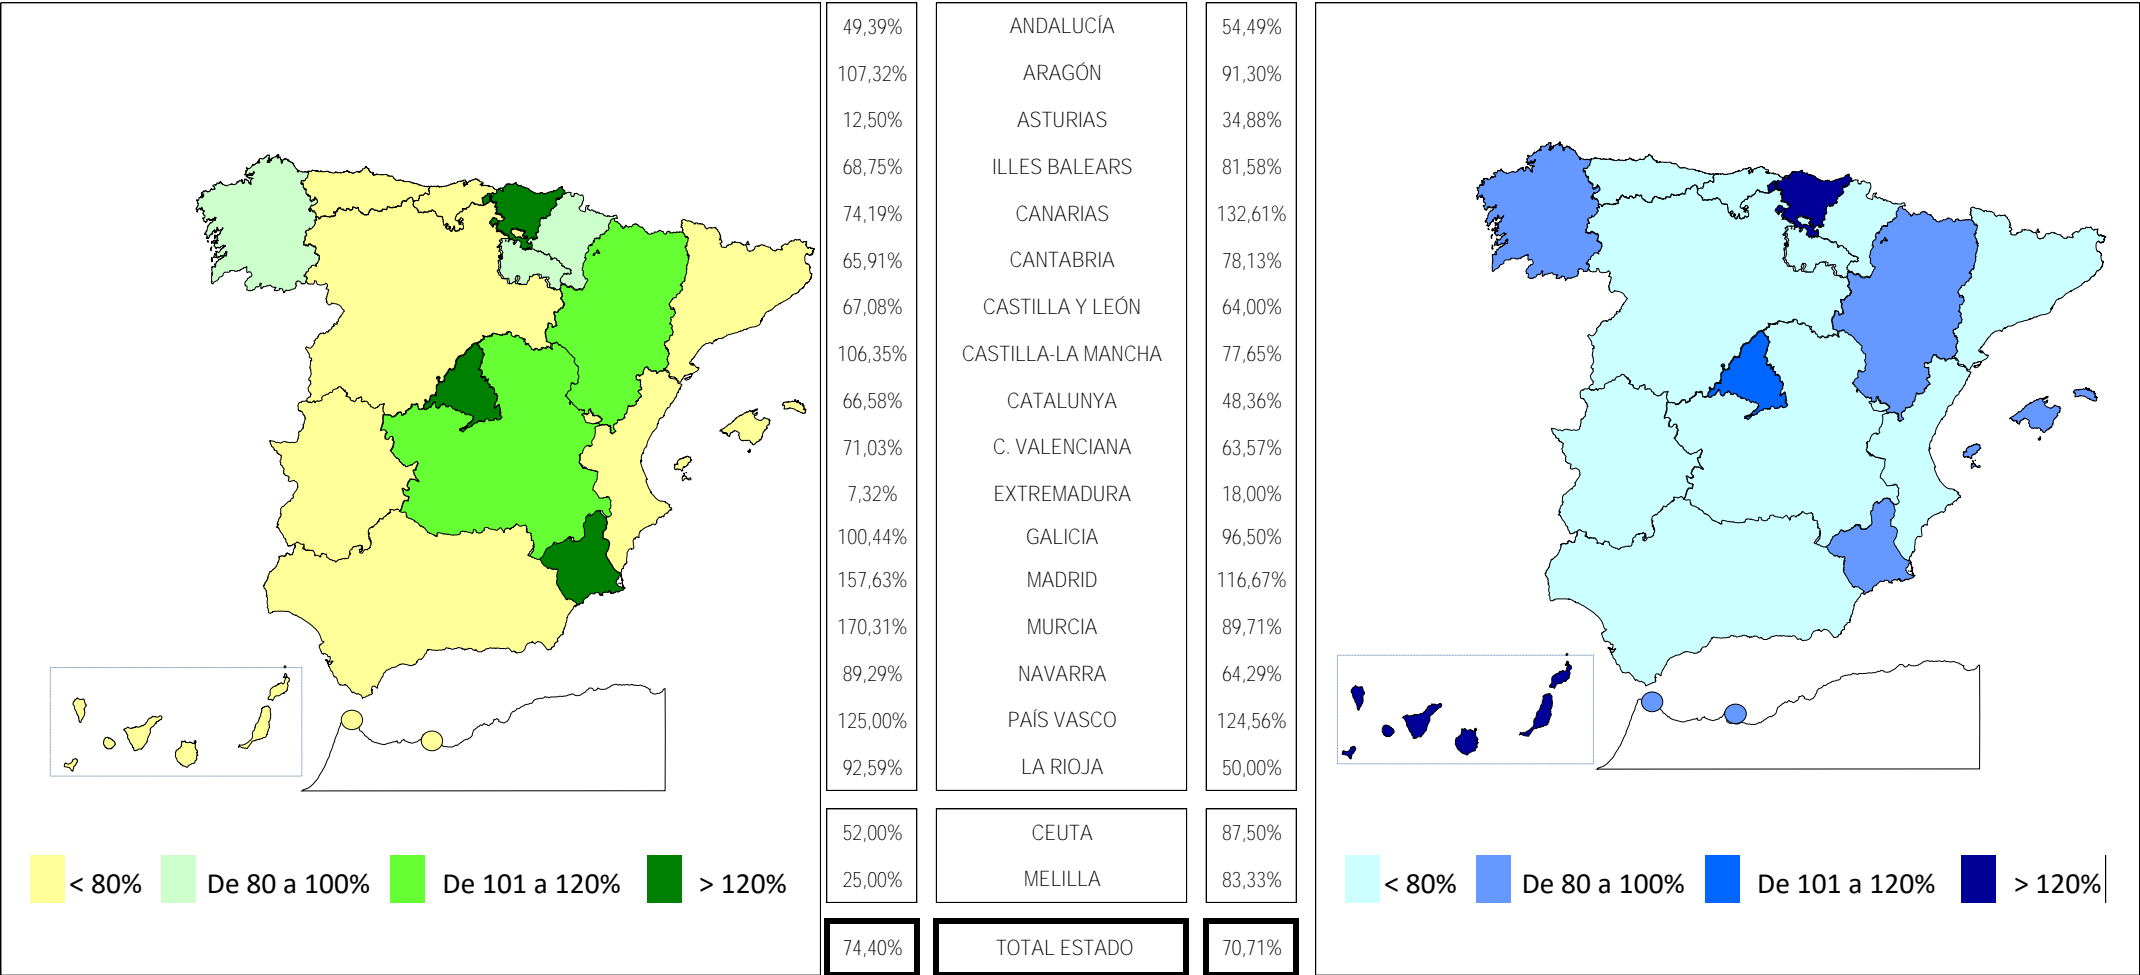 49,39% ANDALUCÍA 54,49%
107,32% ARAGÓN 91,30%
12,50% ASTURIAS 34,88%
68,75% ILLES BALEARS 81,58%
74,19% CANARIAS 132,61%
65,91% CANTABRIA 78,13%
67,08% CASTILLA Y LEÓN 64,00%
106,35% CASTILLA-LA MANCHA 77,65%
66,58% CATALUNYA 48,36%
71,03% C. VALENCIANA 63,57%
7,32% EXTREMADURA 18,00%
100,44% GALICIA 96,50%
157,63% MADRID 116,67%
170,31% MURCIA 89,71%
89,29% NAVARRA 64,29%
125,00% PAÍS VASCO 124,56%
92,59% LA RIOJA 50,00%
52,00% CEUTA 87,50%
25,00% MELILLA 83,33%
74,40% TOTAL ESTADO 70,71%
< 80% De 80 a 100% De 101 a 120% > 120%
< 80% De 80 a 100% De 101 a 120% > 120%